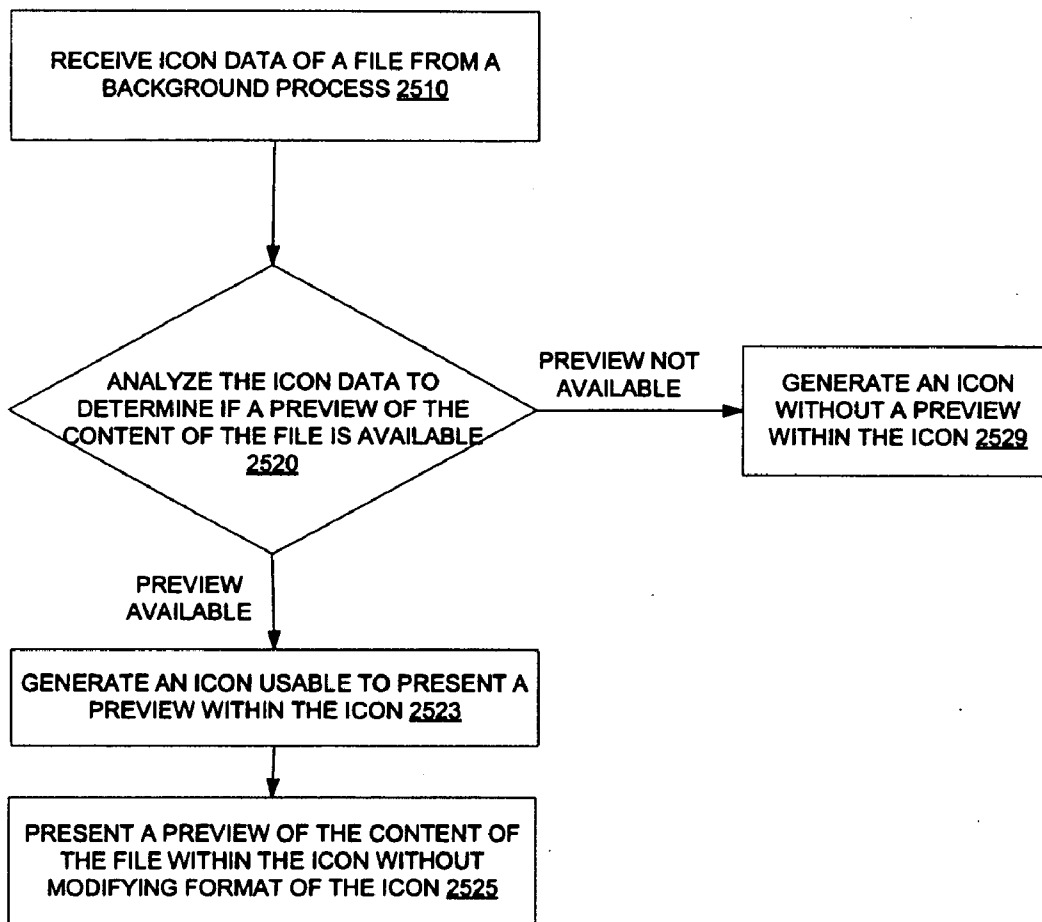 RECEIVE ICON DATA OF A FILE FROM A
BACKGROUND PROCESS 2510
ANALYZE THE ICON DATA TO
DETERMINE IF A PREVIEW OF THE
CONTENT OF THE FILE IS AVAILABLE
2520
PREVIEW NOT
AVAILABLE
GENERATE AN ICON
WITHOUT A PREVIEW
WITHIN THE ICON 2529
PREVIEW
AVAILABLE
GENERATE AN ICON USABLE TO PRESENT A
PREVIEW WITHIN THE ICON 2523
PRESENT A PREVIEW OF THE CONTENT OF
THE FILE WITHIN THE ICON WITHOUT
MODIFYING FORMAT OF THE ICON 2525